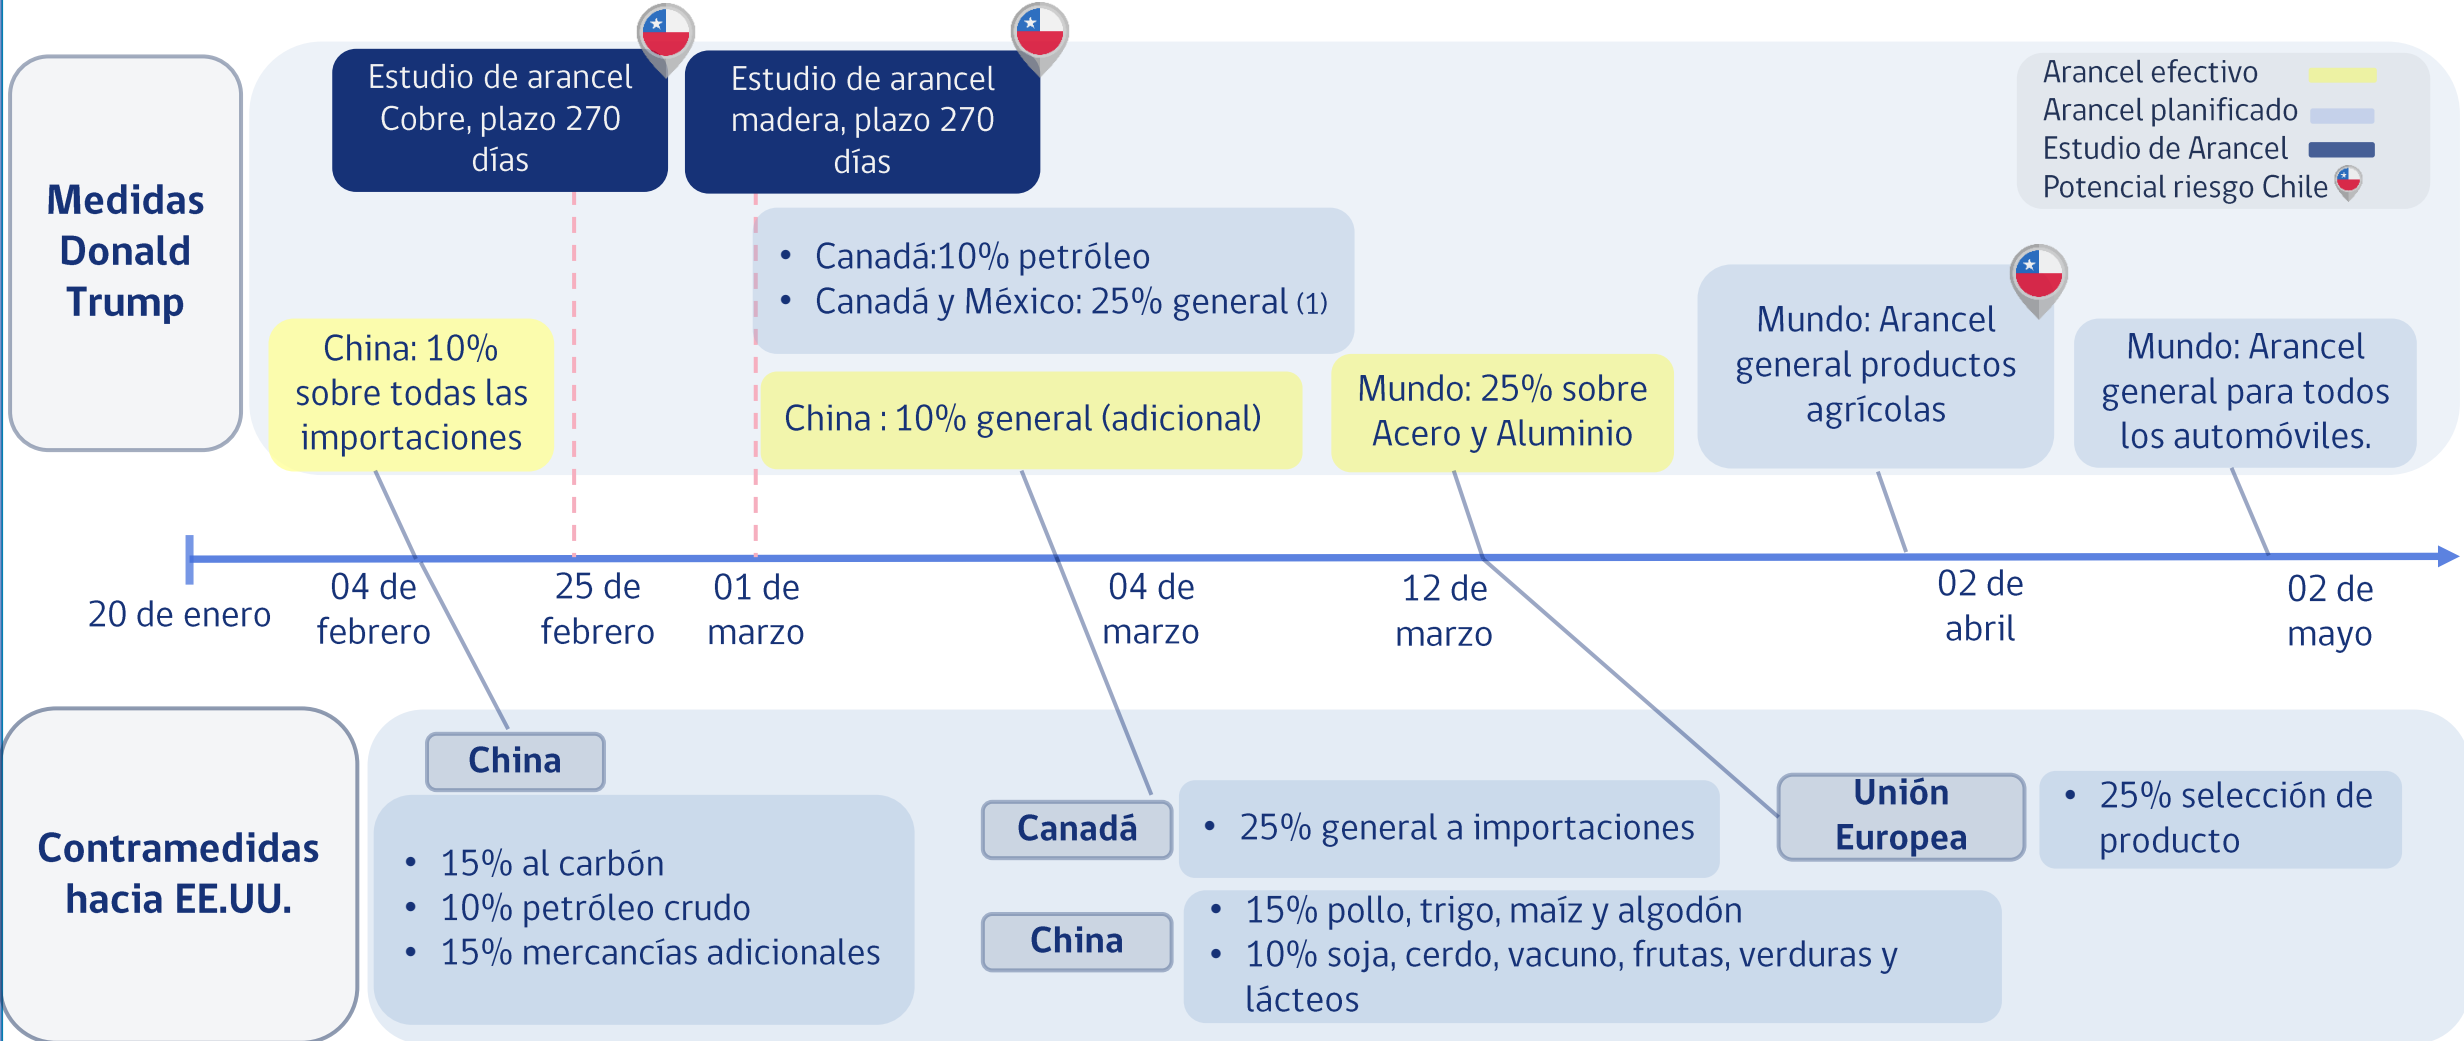 Medidas
Donald
Trump
Estudio de arancel
Cobre, plazo 270
días
Estudio de arancel
madera, plazo 270
días
Arancel efectivo
Arancel planificado
Estudio de Arancel
Potencial riesgo Chile
• Canadá:10% petróleo
• Canadá y México: 25% general (1)
China: 10%
sobre todas las
importaciones
China : 10% general (adicional)
Mundo: 25% sobre
Acero y Aluminio
Mundo: Arancel
general productos
agrícolas
Mundo: Arancel
general para todos
los automóviles.
20 de enero
04 de
febrero
25 de
febrero
01 de
marzo
04 de
marzo
12 de
marzo
02 de
abril
02 de
mayo
Contramedidas
hacia EE.UU.
China
• 15% al carbón
• 10% petróleo crudo
• 15% mercancías adicionales
Canadá
• 25% general a importaciones
China
• 15% pollo, trigo, maíz y algodón
• 10% soja, cerdo, vacuno, frutas, verduras y
lácteos
Unión
Europea
• 25% selección de
producto